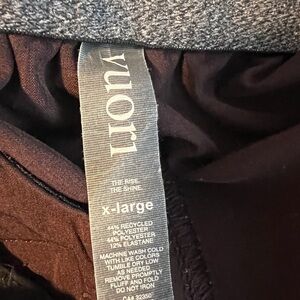 vuori
THE RISE.
THE SHINE.
x-large
44% RECYCLED
POLYESTER
44% POLYESTER
12% ELASTANE
MACHINE WASH COLD
WITH LIKE COLORS
TUMBLE DRY LOW
AS NEEDED
REMOVE PROMPTLY
FLUFF AND FOLD
DO NOT IRON